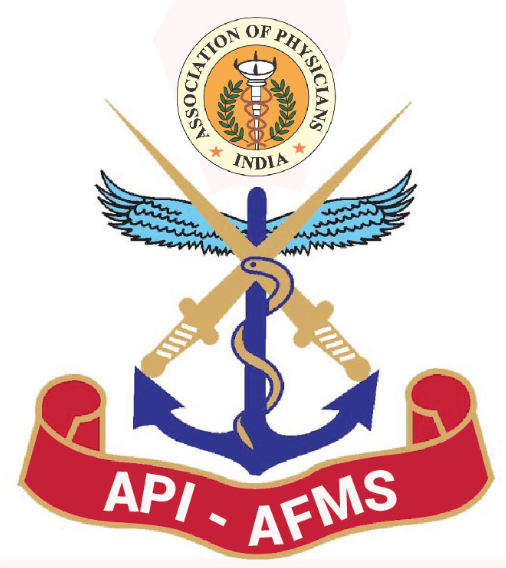 ASSOCIATION OF PHYSICIANS
INDIA
API - AFMS